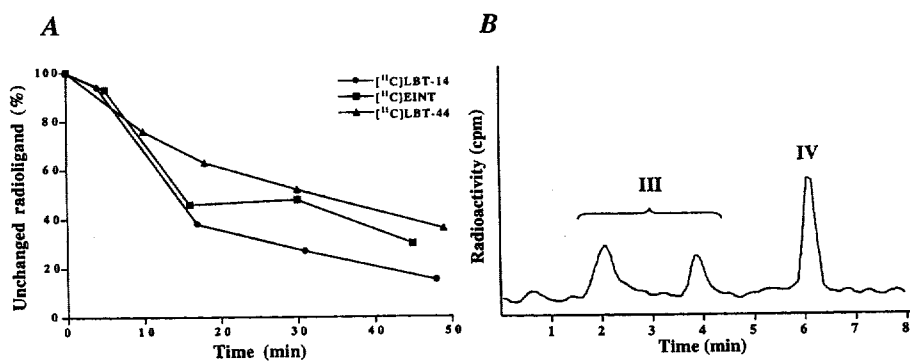 A
Unchanged radioligand (%)
100
80
60
40
20
0
0 10 20 30 40 50
Time (min)
[¹¹C]LBT-14
[¹¹C]EINT
[¹¹C]LBT-44
B
Radioactivity (cpm)
III
IV
1 2 3 4 5 6 7 8
Time (min)